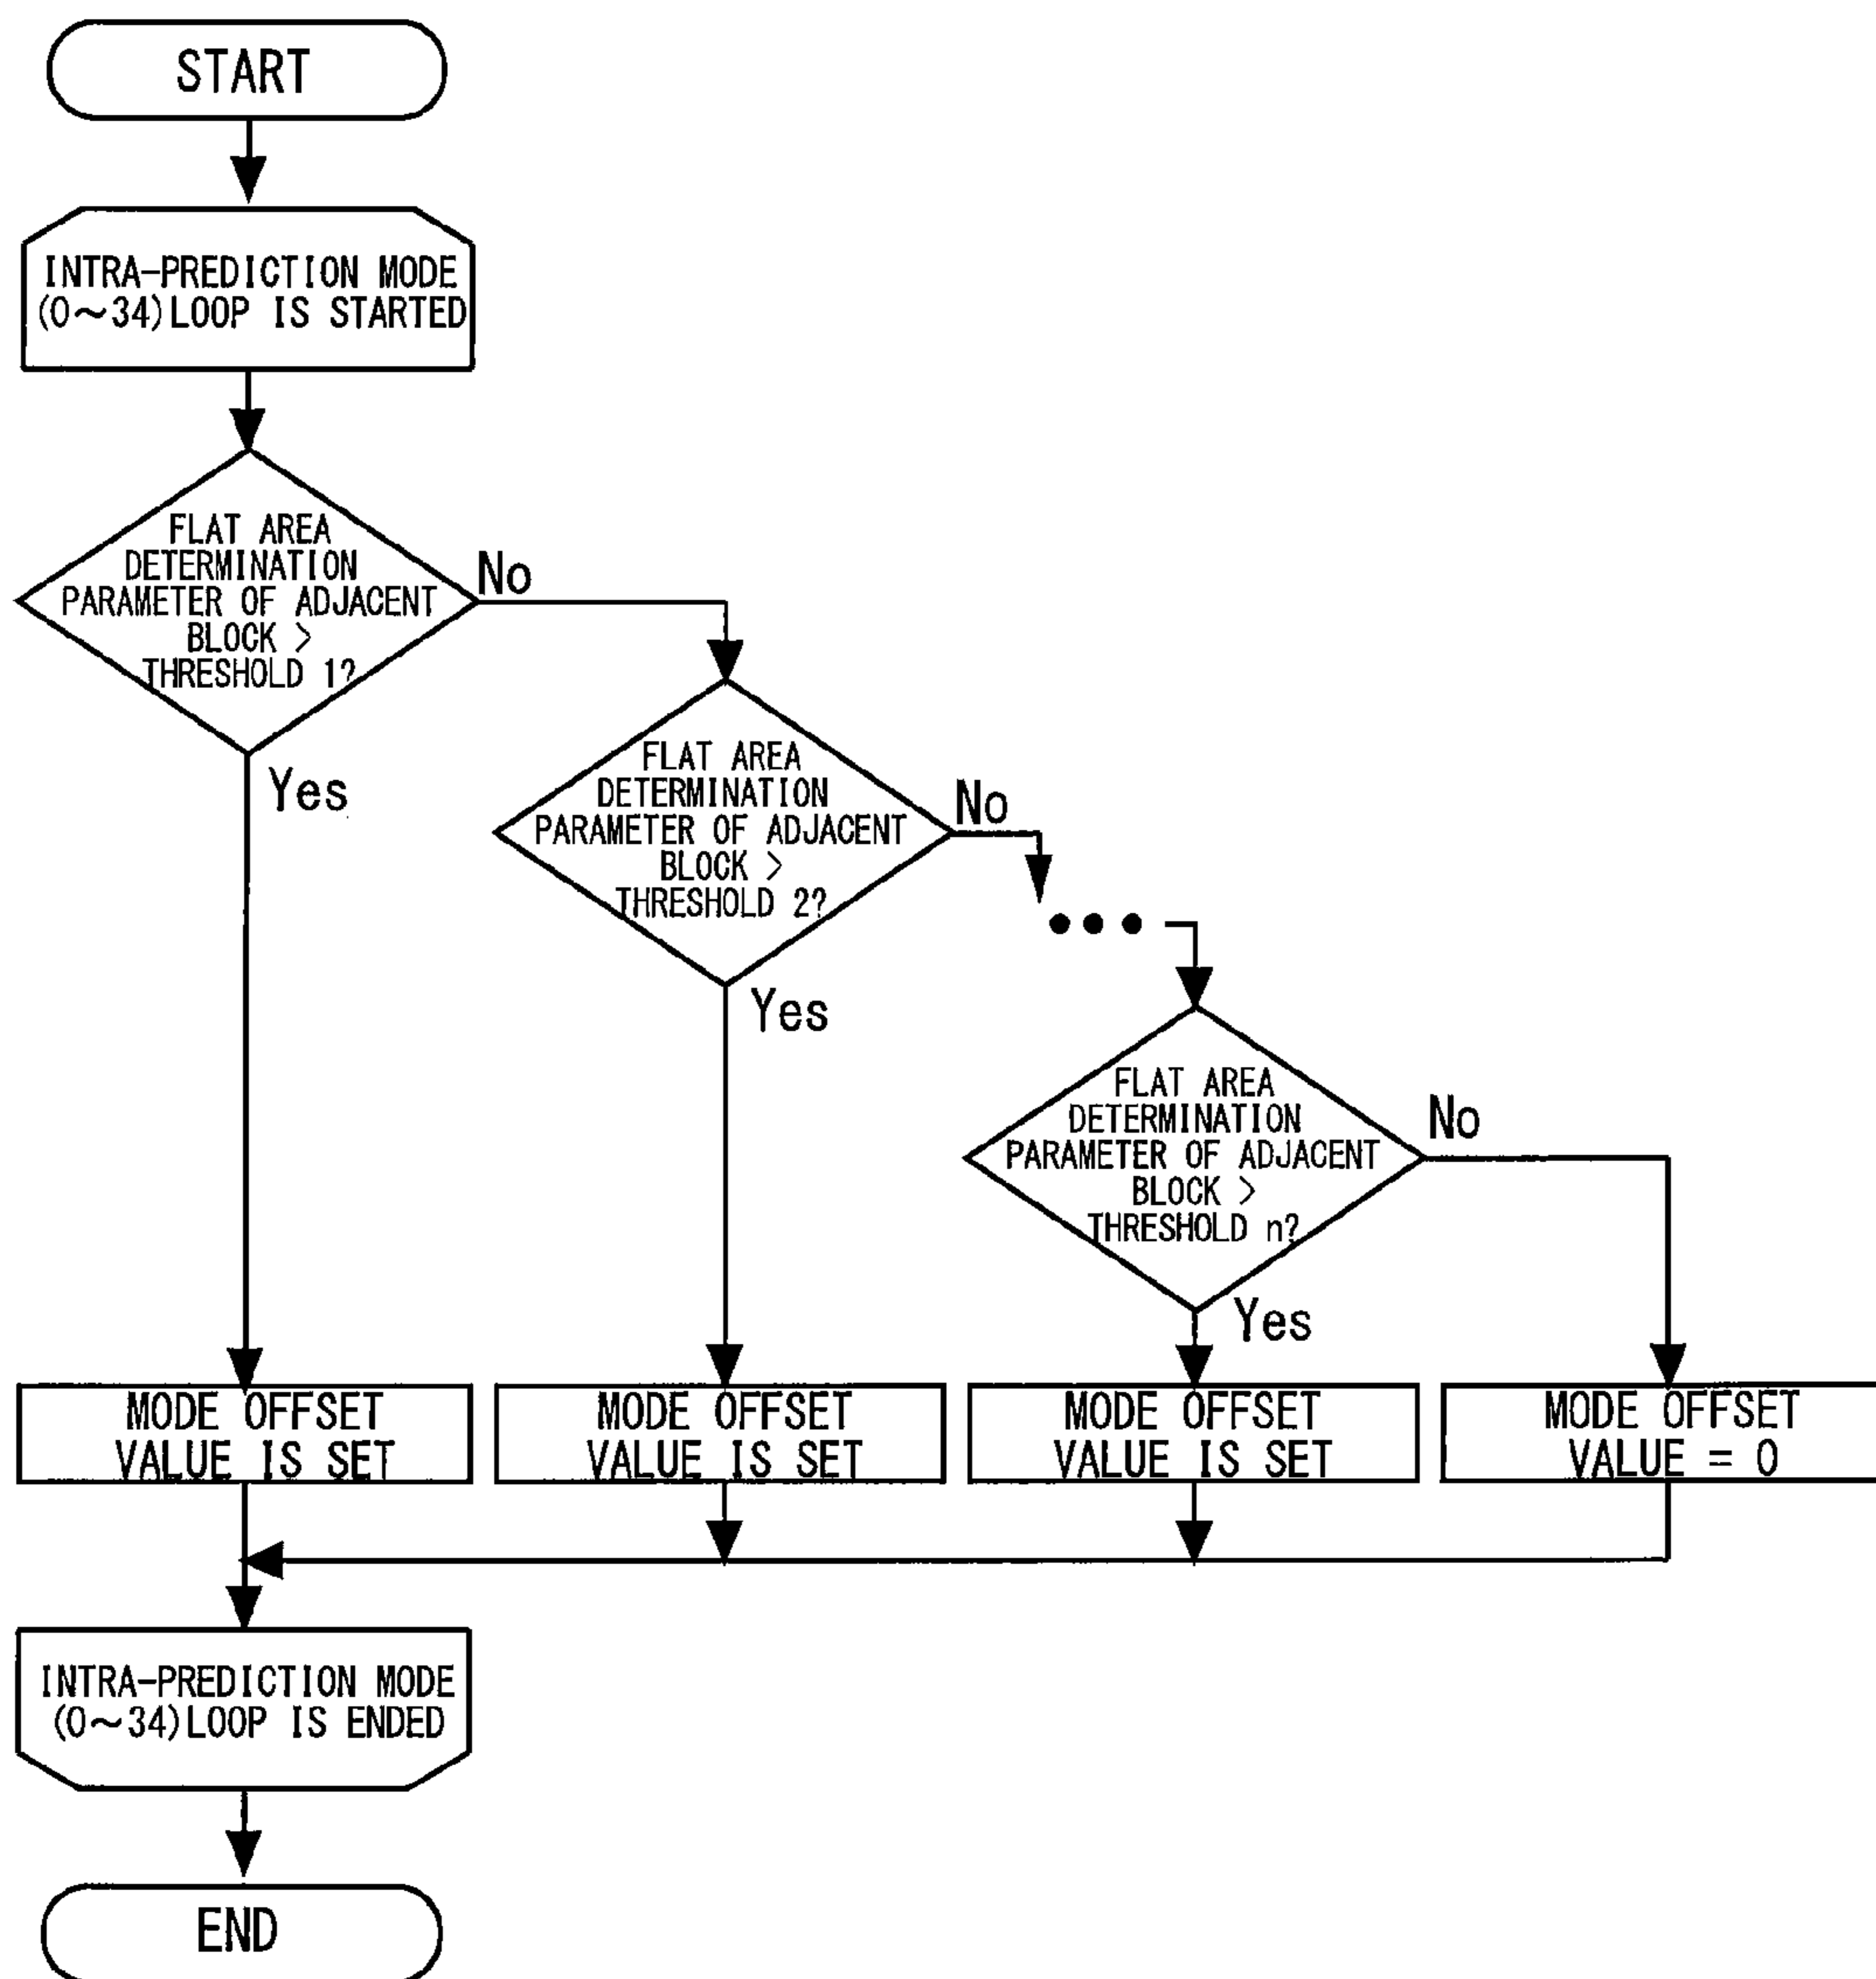 START
INTRA-PREDICTION MODE
(0～34)LOOP IS STARTED
FLAT AREA
DETERMINATION
PARAMETER OF ADJACENT
BLOCK >
THRESHOLD 1?
No
Yes
FLAT AREA
DETERMINATION
PARAMETER OF ADJACENT
BLOCK >
THRESHOLD 2?
No
Yes
●●●
FLAT AREA
DETERMINATION
PARAMETER OF ADJACENT
BLOCK >
THRESHOLD n?
No
Yes
MODE OFFSET
VALUE IS SET
MODE OFFSET
VALUE IS SET
MODE OFFSET
VALUE IS SET
MODE OFFSET
VALUE = 0
INTRA-PREDICTION MODE
(0～34)LOOP IS ENDED
END